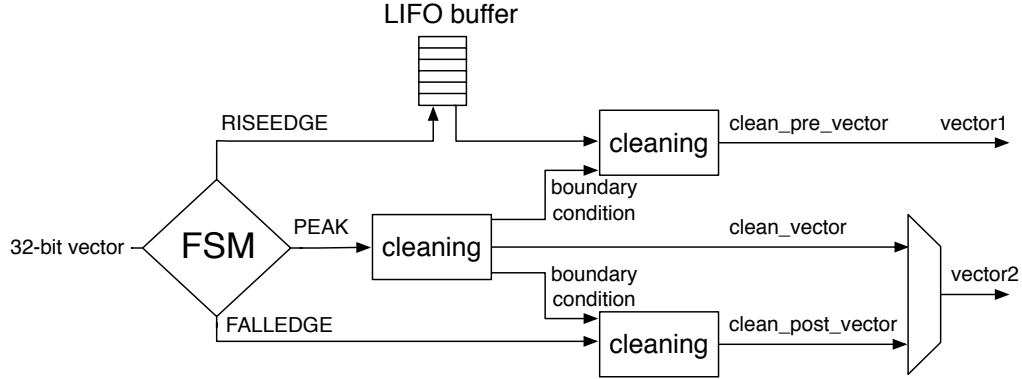 LIFO buffer
RISEEDGE
cleaning
clean_pre_vector
vector1
boundary
condition
32-bit vector
FSM
PEAK
cleaning
clean_vector
boundary
condition
vector2
FALLEDGE
cleaning
clean_post_vector